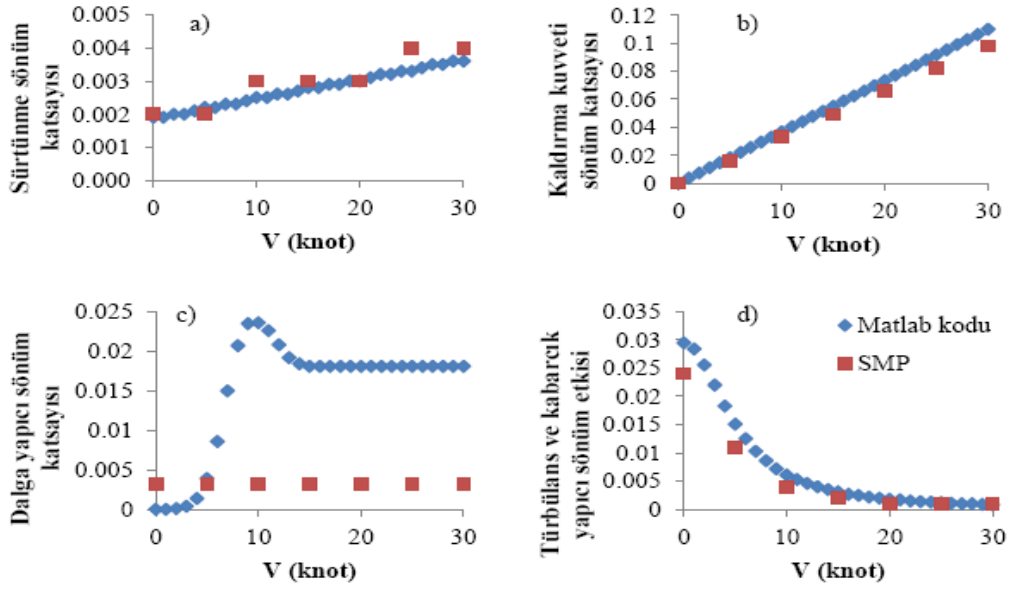 a)
Sürtünme sönüm
katsayısı
0.005
0.004
0.003
0.002
0.001
0.000
0
10
20
30
V (knot)
b)
Kaldırma kuvveti
sönüm katsayısı
0.12
0.1
0.08
0.06
0.04
0.02
0
0
10
20
30
V (knot)
c)
Dalga yapıcı sönüm
katsayısı
0.025
0.02
0.015
0.01
0.005
0
0
10
20
30
V (knot)
d)
Türbülans ve kabarcık
yapıcı sönüm etkisi
0.035
0.03
0.025
0.02
0.015
0.01
0.005
0
0
10
20
30
V (knot)
Matlab kodu
SMP